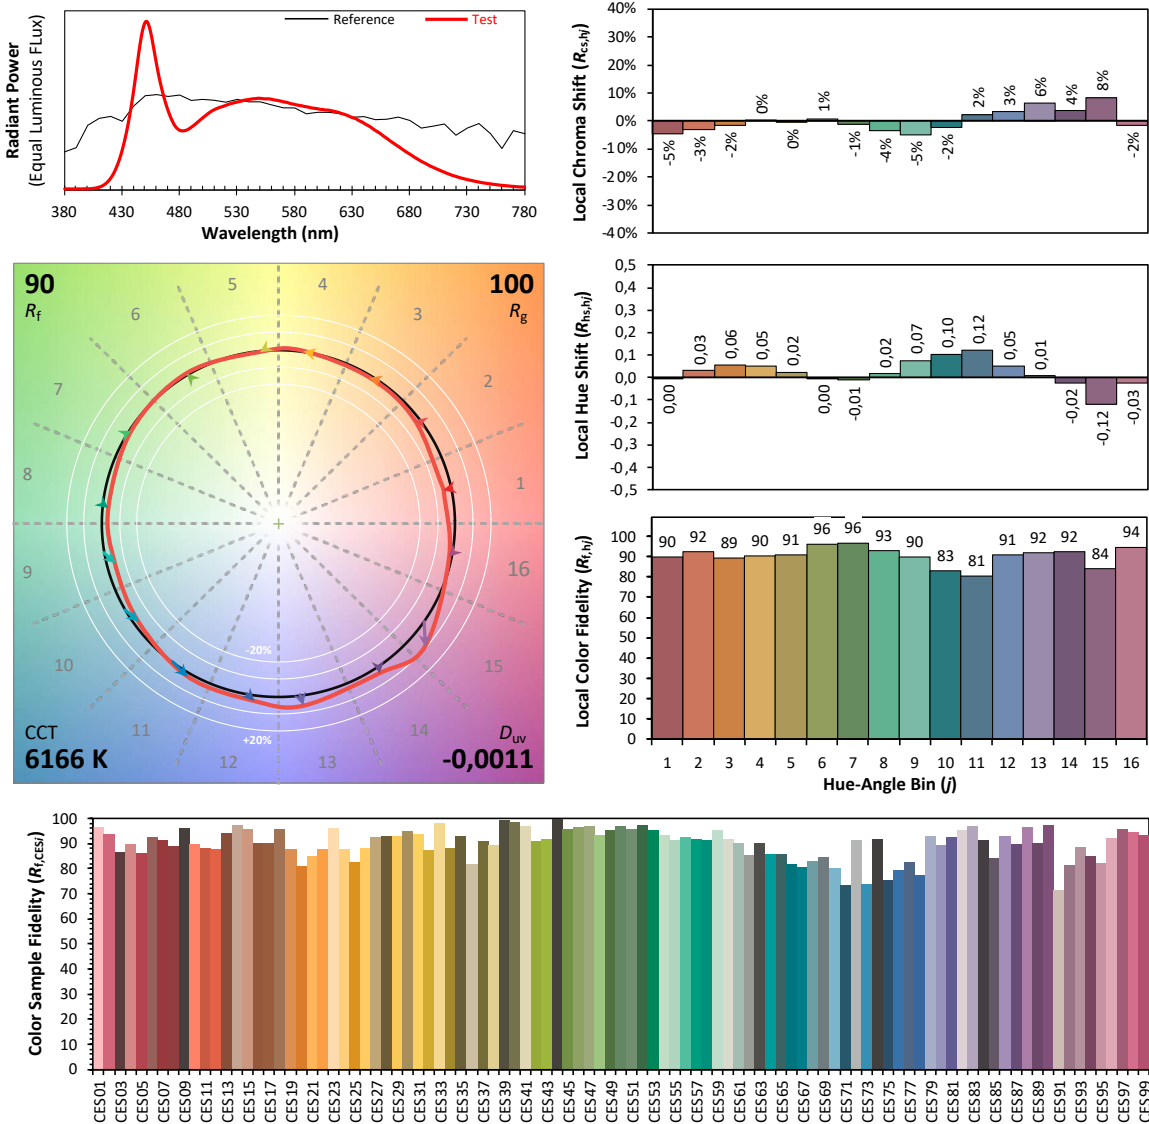 Radiant Power
(Equal Luminous FLux)
Reference
Test
380 430 480 530 580 630 680 730 780
Wavelength (nm)
Local Chroma Shift (Rcs,hj)
40%
30%
20%
10%
0%
-10%
-20%
-30%
-40%
-5% -3% -2% 0% 0% 1% -1% -4% -5% -2% 2% 3% 6% 4% 8% -2%
90
Rf
100
Rg
CCT
6166 K
Duv
-0,0011
1 2 3 4 5 6 7 8 9 10 11 12 13 14 15 16
-20%
+20%
Local Hue Shift (Rhs,hj)
0,5
0,4
0,3
0,2
0,1
0,0
-0,1
-0,2
-0,3
-0,4
-0,5
0,00 0,03 0,06 0,05 0,02 0,00 -0,01 0,02 0,07 0,10 0,12 0,05 0,01 -0,02 -0,12 -0,03
Local Color Fidelity (Rf,hj)
100
90
80
70
60
50
40
30
20
10
0
90 92 89 90 91 96 96 93 90 83 81 91 92 92 84 94
1 2 3 4 5 6 7 8 9 10 11 12 13 14 15 16
Hue-Angle Bin (j)
Color Sample Fidelity (Rf,CESi)
100
90
80
70
60
50
40
30
20
10
0
CES01 CES03 CES05 CES07 CES09 CES11 CES13 CES15 CES17 CES19 CES21 CES23 CES25 CES27 CES29 CES31 CES33 CES35 CES37 CES39 CES41 CES43 CES45 CES47 CES49 CES51 CES53 CES55 CES57 CES59 CES61 CES63 CES65 CES67 CES69 CES71 CES73 CES75 CES77 CES79 CES81 CES83 CES85 CES87 CES89 CES91 CES93 CES95 CES97 CES99